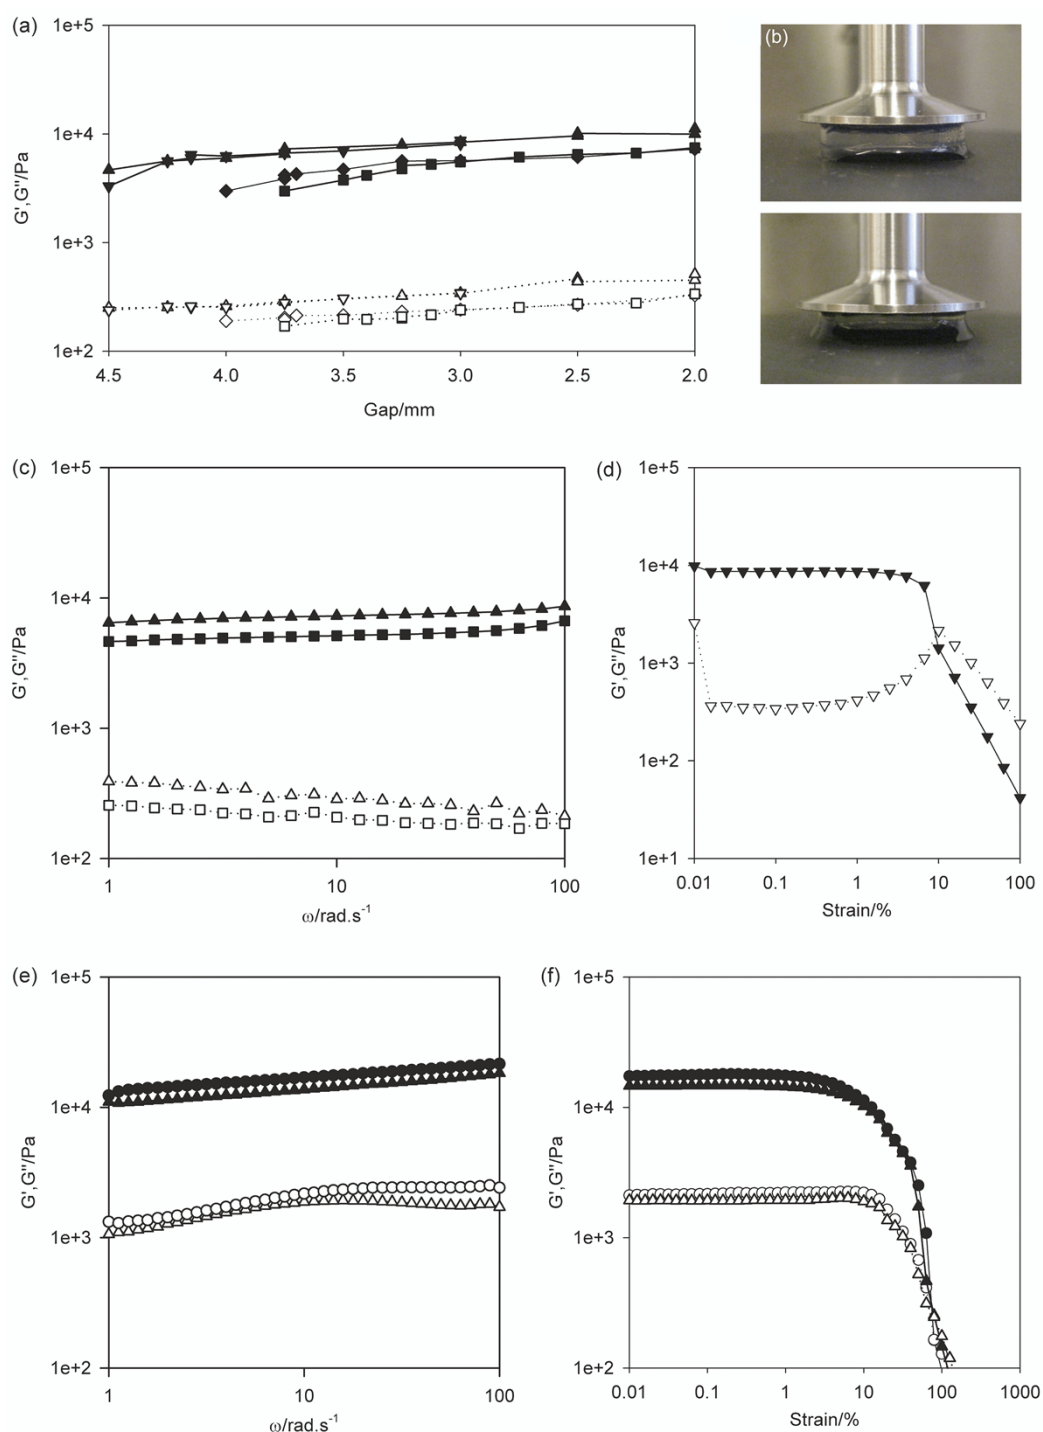 (a)
1e+5
1e+4
1e+3
1e+2
G',G"/Pa
4.5 4.0 3.5 3.0 2.5 2.0
Gap/mm
(b)
(c)
1e+5
1e+4
1e+3
1e+2
G',G"/Pa
1 10 100
ω/rad.s⁻¹
(d)
1e+5
1e+4
1e+3
1e+2
1e+1
G',G"/Pa
0.01 0.1 1 10 100
Strain/%
(e)
1e+5
1e+4
1e+3
1e+2
G',G"/Pa
1 10 100
ω/rad.s⁻¹
(f)
1e+5
1e+4
1e+3
1e+2
G',G"/Pa
0.01 0.1 1 10 100 1000
Strain/%